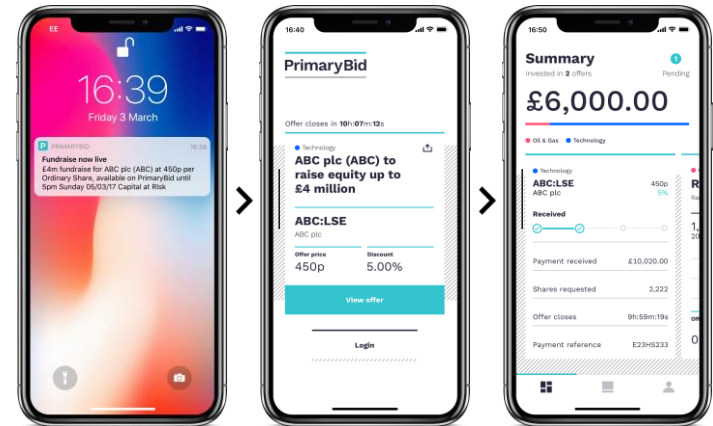 EE
16:39
Friday 3 March
P PRIMARYBID 16:38
Fundraise now live
£4m fundraise for ABC plc (ABC) at 450p per
Ordinary Share, available on PrimaryBid until
5pm Sunday 05/03/17 Capital at Risk
16:40
PrimaryBid
Offer closes in 10h:07m:12s
Technology
ABC plc (ABC) to
raise equity up to
£4 million
ABC:LSE
ABC plc
Offer price Discount
450p 5.00%
View offer
Login
16:50
Summary 1
Invested in 2 offers Pending
£6,000.00
Oil & Gas Technology
Technology
ABC:LSE 450p R
ABC plc 5%
Received
1,
20
Payment received £10,020.00
Shares requested 2,222
Offer closes 9h:59m:19s
Payment reference E23HS233